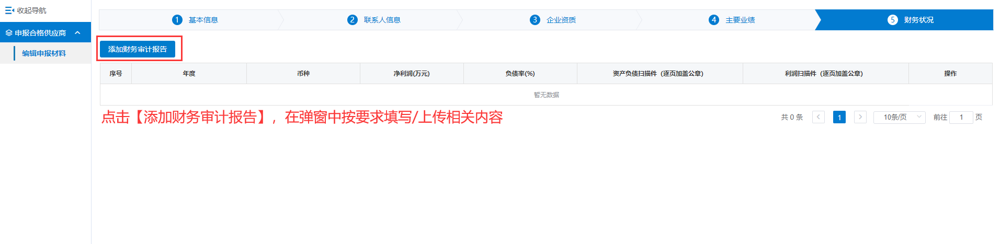 收起导航
申报合格供应商
编辑申报材料
1 基本信息 2 联系人信息 3 企业资质 4 主要业绩 5 财务状况
添加财务审计报告
序号 年度 币种 净利润(万元) 负债率(%) 资产负债扫描件（逐页加盖公章） 利润扫描件（逐页加盖公章） 操作
暂无数据
点击【添加财务审计报告】，在弹窗中按要求填写/上传相关内容
共 0 条 1 10条/页 前往 1 页